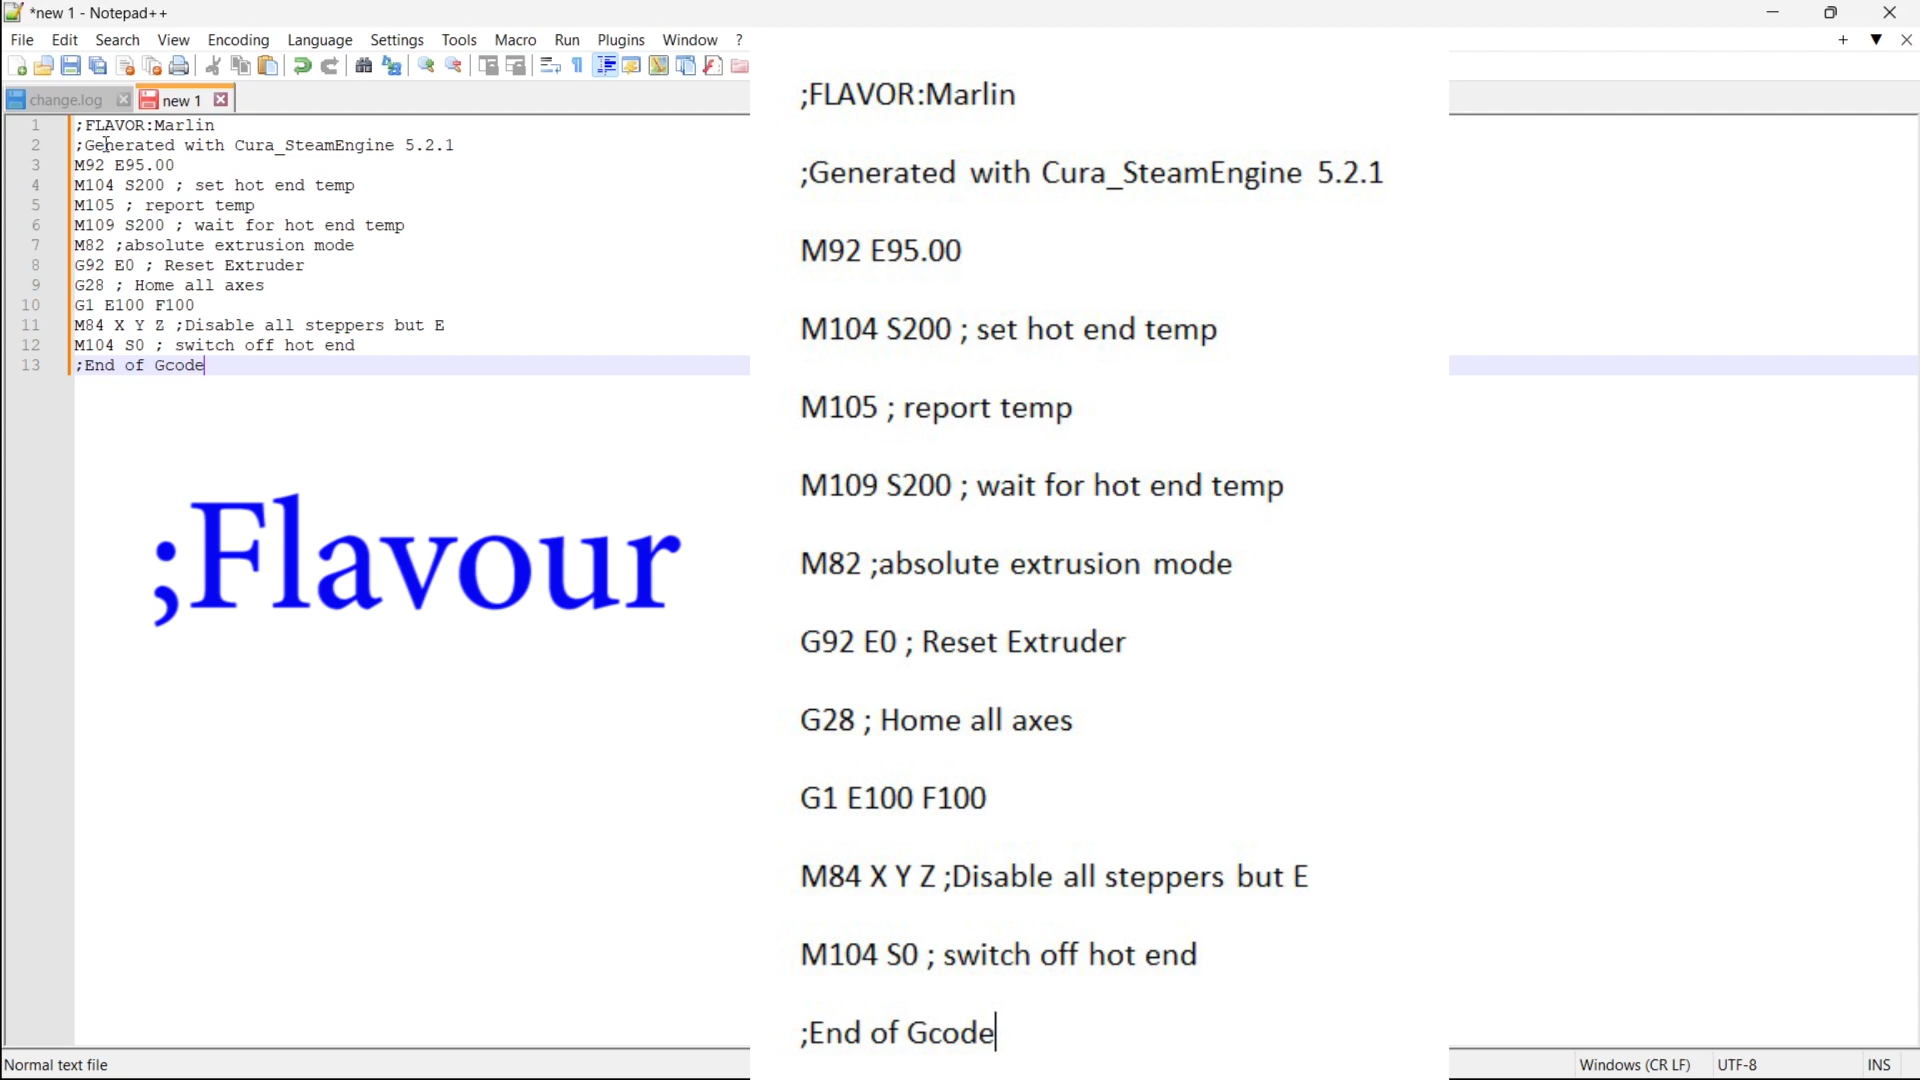 *new 1 - Notepad++
File Edit Search View Encoding Language Settings Tools Macro Run Plugins Window ?
change.log new 1
1 ;FLAVOR:Marlin
2 ;Generated with Cura_SteamEngine 5.2.1
3 M92 E95.00
4 M104 S200 ; set hot end temp
5 M105 ; report temp
6 M109 S200 ; wait for hot end temp
7 M82 ;absolute extrusion mode
8 G92 E0 ; Reset Extruder
9 G28 ; Home all axes
10 G1 E100 F100
11 M84 X Y Z ;Disable all steppers but E
12 M104 S0 ; switch off hot end
13 ;End of Gcode
;Flavour
;FLAVOR:Marlin
;Generated with Cura_SteamEngine 5.2.1
M92 E95.00
M104 S200 ; set hot end temp
M105 ; report temp
M109 S200 ; wait for hot end temp
M82 ;absolute extrusion mode
G92 E0 ; Reset Extruder
G28 ; Home all axes
G1 E100 F100
M84 X Y Z ;Disable all steppers but E
M104 S0 ; switch off hot end
;End of Gcode
Normal text file Windows (CR LF) UTF-8 INS